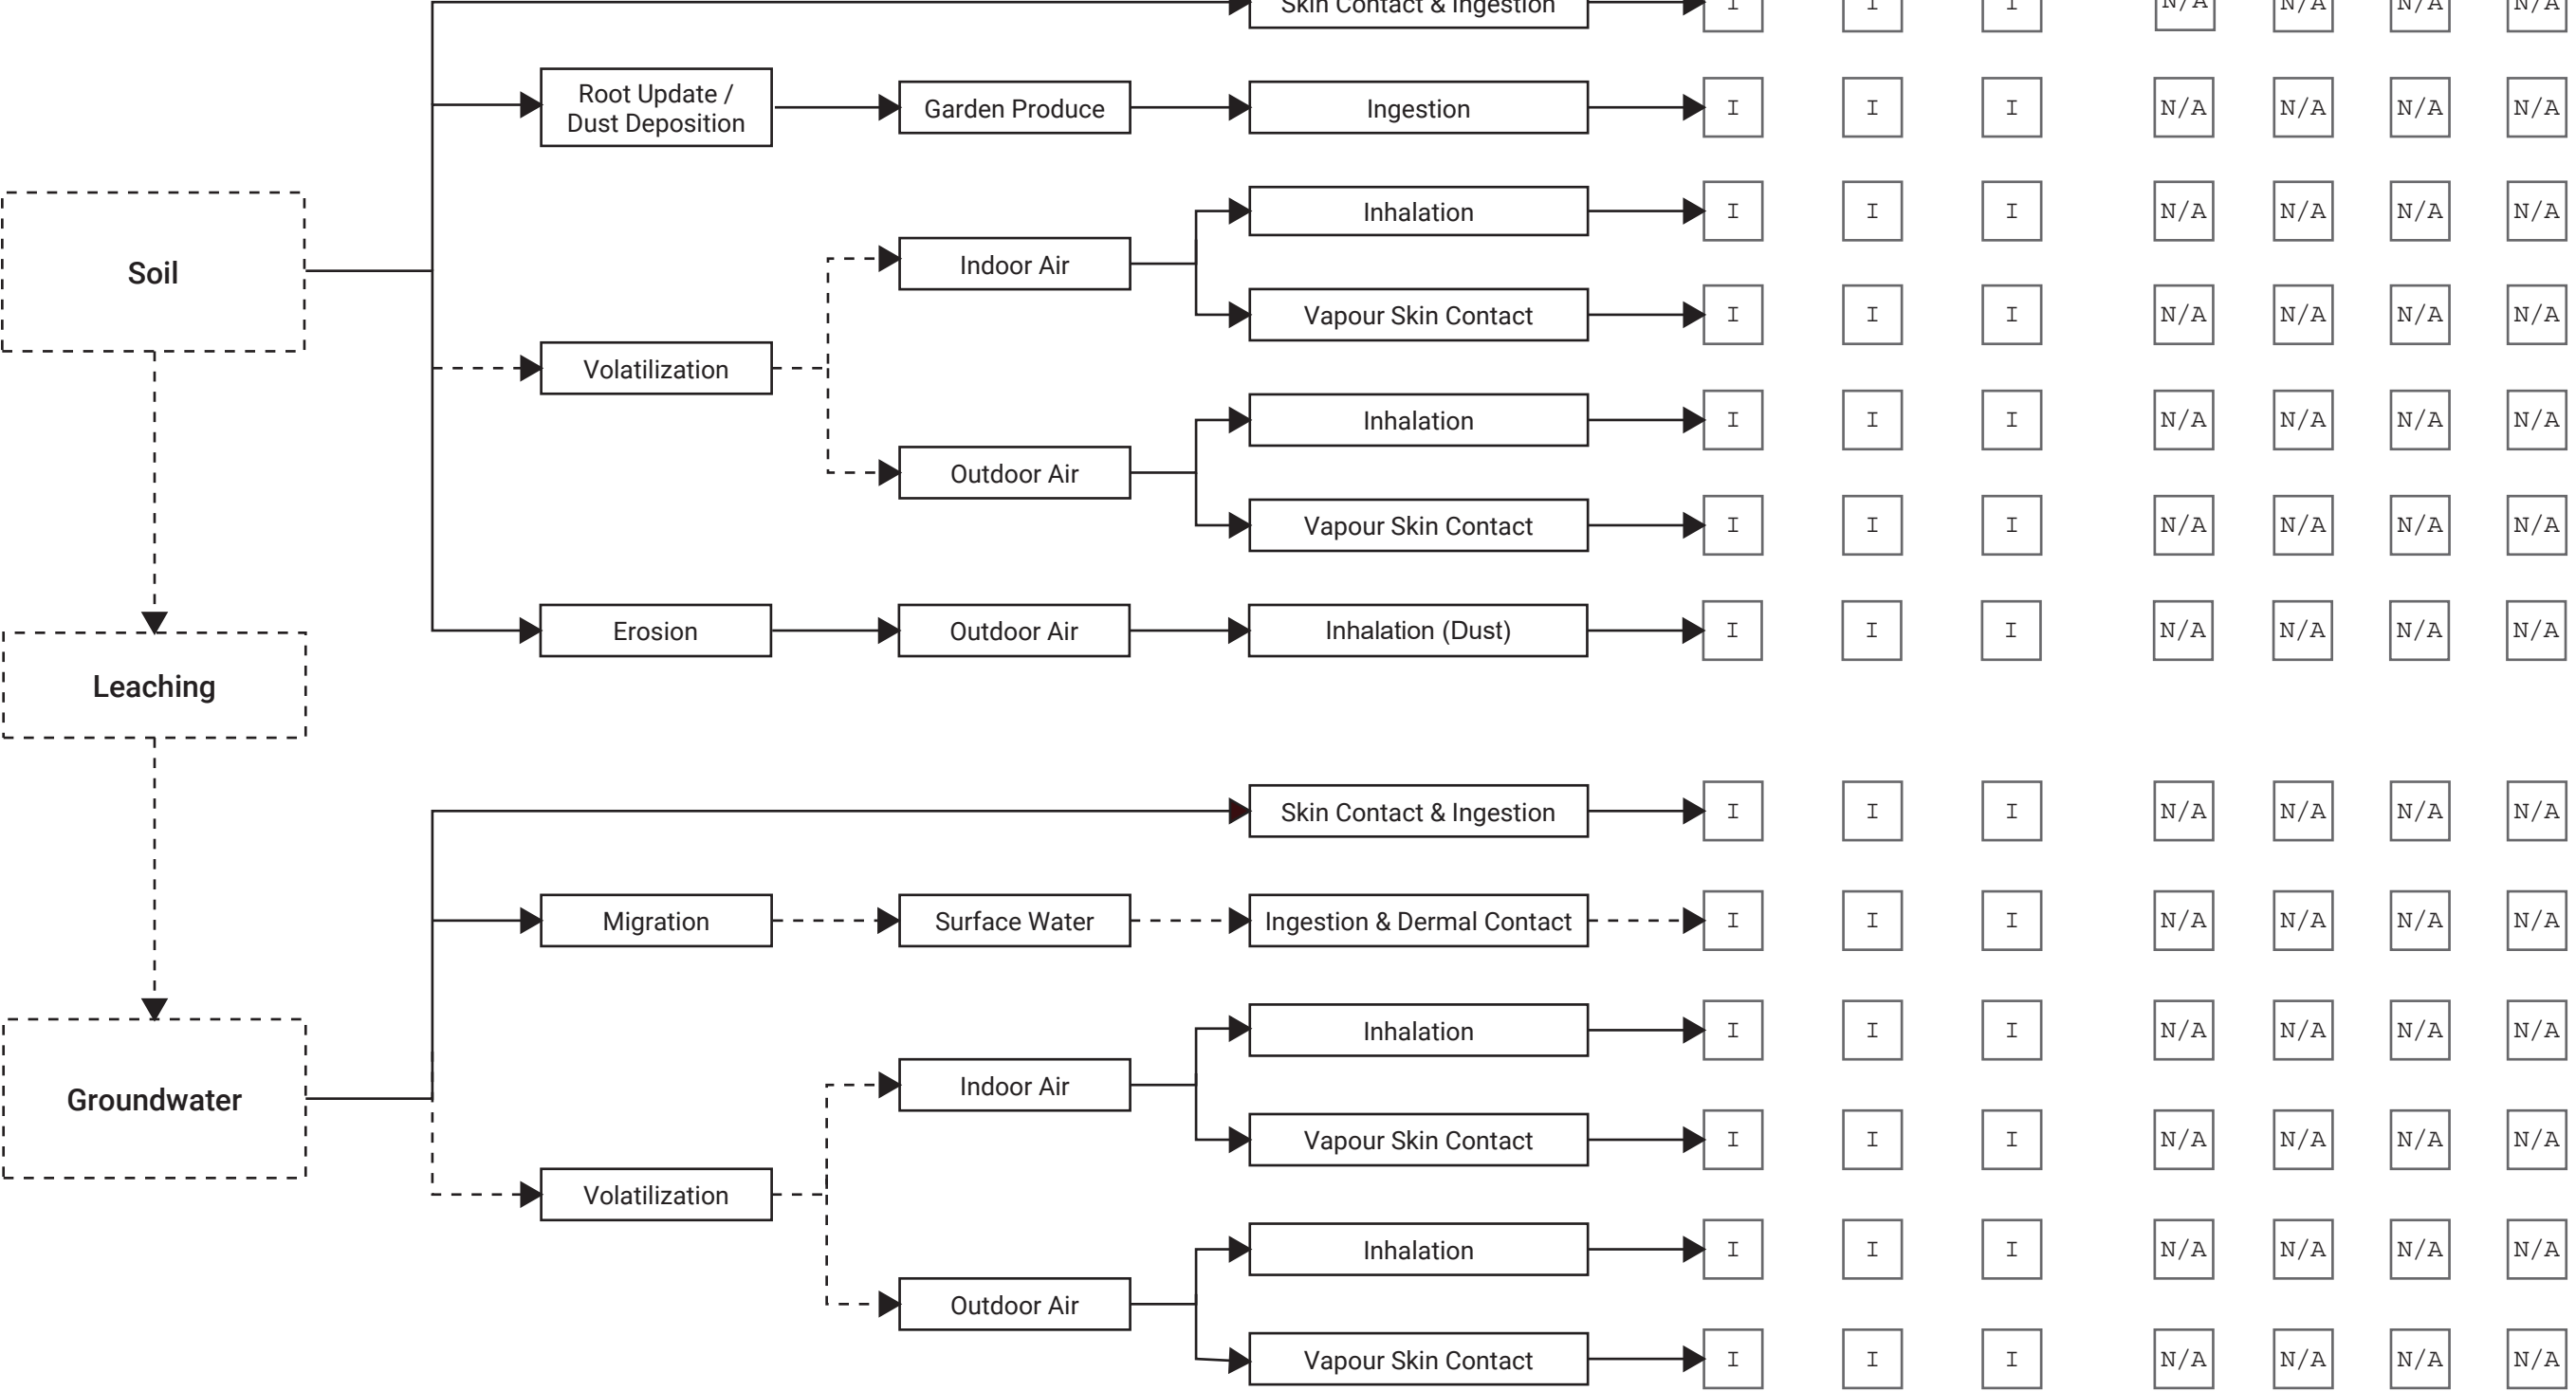 Skin Contact & Ingestion I I I N/A N/A N/A N/A
Root Update /
Dust Deposition
Garden Produce Ingestion I I I N/A N/A N/A N/A
Inhalation I I I N/A N/A N/A N/A
Soil
Indoor Air
Vapour Skin Contact I I I N/A N/A N/A N/A
Volatilization
Inhalation I I I N/A N/A N/A N/A
Outdoor Air
Vapour Skin Contact I I I N/A N/A N/A N/A
Erosion Outdoor Air Inhalation (Dust) I I I N/A N/A N/A N/A
Leaching
Skin Contact & Ingestion I I I N/A N/A N/A N/A
Migration Surface Water Ingestion & Dermal Contact I I I N/A N/A N/A N/A
Inhalation I I I N/A N/A N/A N/A
Indoor Air
Groundwater
Vapour Skin Contact I I I N/A N/A N/A N/A
Volatilization
Inhalation I I I N/A N/A N/A N/A
Outdoor Air
Vapour Skin Contact I I I N/A N/A N/A N/A